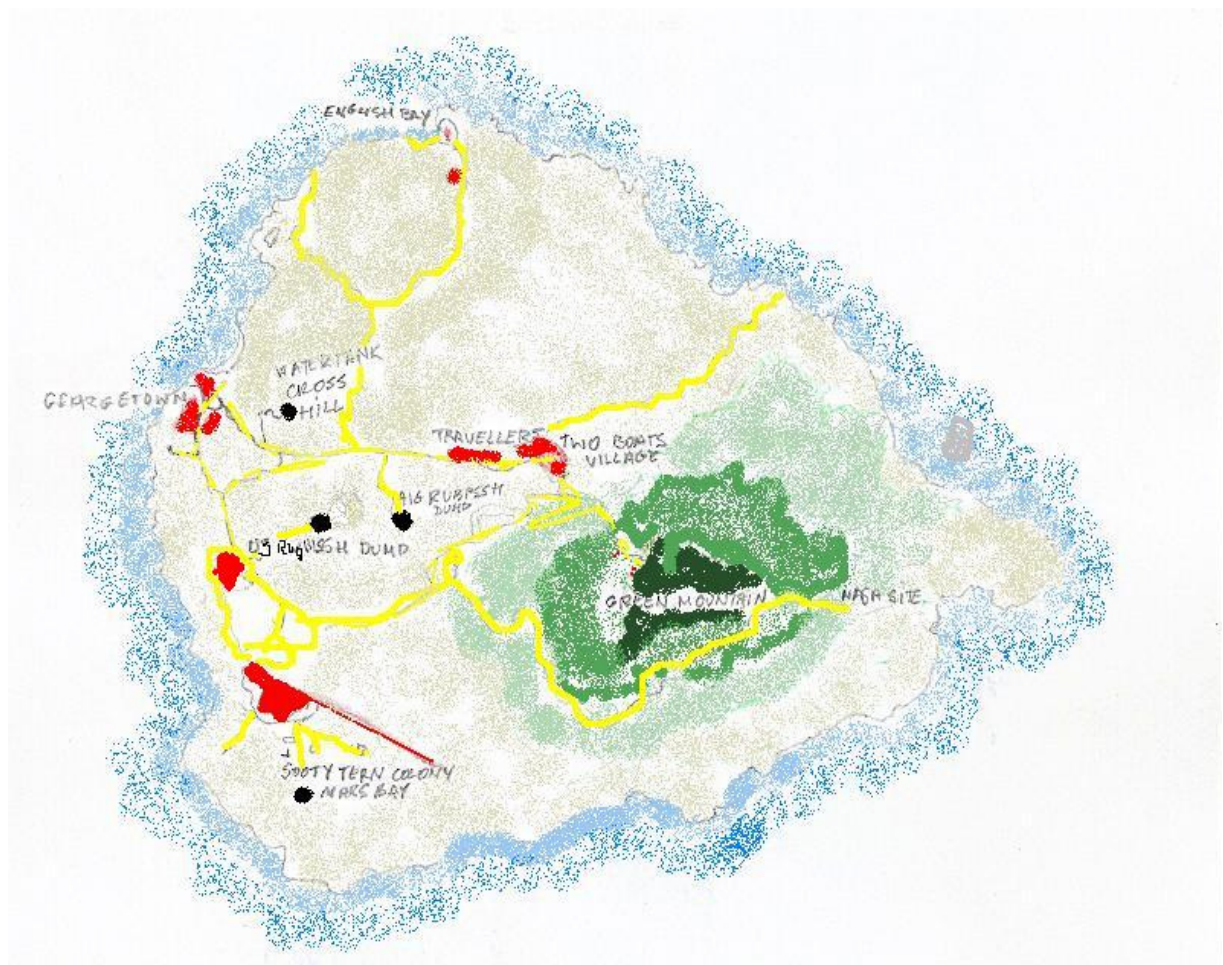 ENGLISH BAY
WATERTANK
CROSS
HILL
GEORGETOWN
TRAVELLERS
TWO BOATS
VILLAGE
BIG RUBBISH
DUMP
US RUBBISH DUMP
GREEN MOUNTAIN
NASA SITE
SOOTY TERN COLONY
MARS BAY